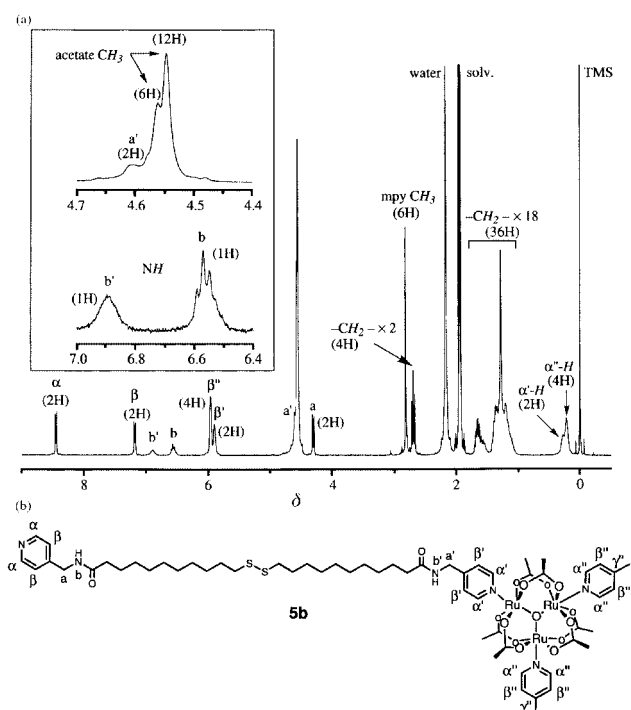 (a)
(12H)
acetate CH3
(6H)
a'
(2H)
4.7 4.6 4.5 4.4
b
NH
(1H)
b'
(1H)
7.0 6.8 6.6 6.4
water solv. TMS
mpy CH3
(6H)
–CH2 – × 18
(36H)
–CH2 – × 2
(4H)
α
(2H)
β
(2H)
b' b
β''
(4H)
β'
(2H)
a' a
(2H)
α'-H
(2H)
α''-H
(4H)
8 6 4 2 0
δ
(b)
α β
N
α β
a
H
N
b
O
S
S
O
b' a'
N
H
β' α'
N
β' α'
5b
Ru O Ru
Ru
O O O O O O O O O O O O
α'' β''
N γ''
α'' β''
N
α'' α''
β'' β''
γ''